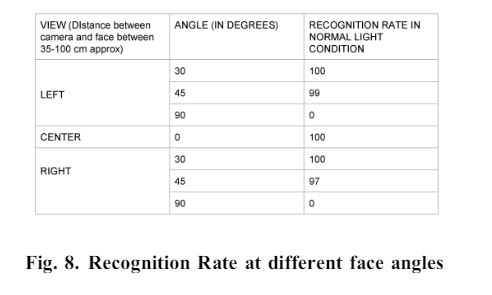 VIEW (DIstance between
camera and face between
35-100 cm approx)
ANGLE (IN DEGREES)
RECOGNITION RATE IN
NORMAL LIGHT
CONDITION
LEFT
30
100
45
99
90
0
CENTER
0
100
RIGHT
30
100
45
97
90
0
Fig. 8. Recognition Rate at different face angles